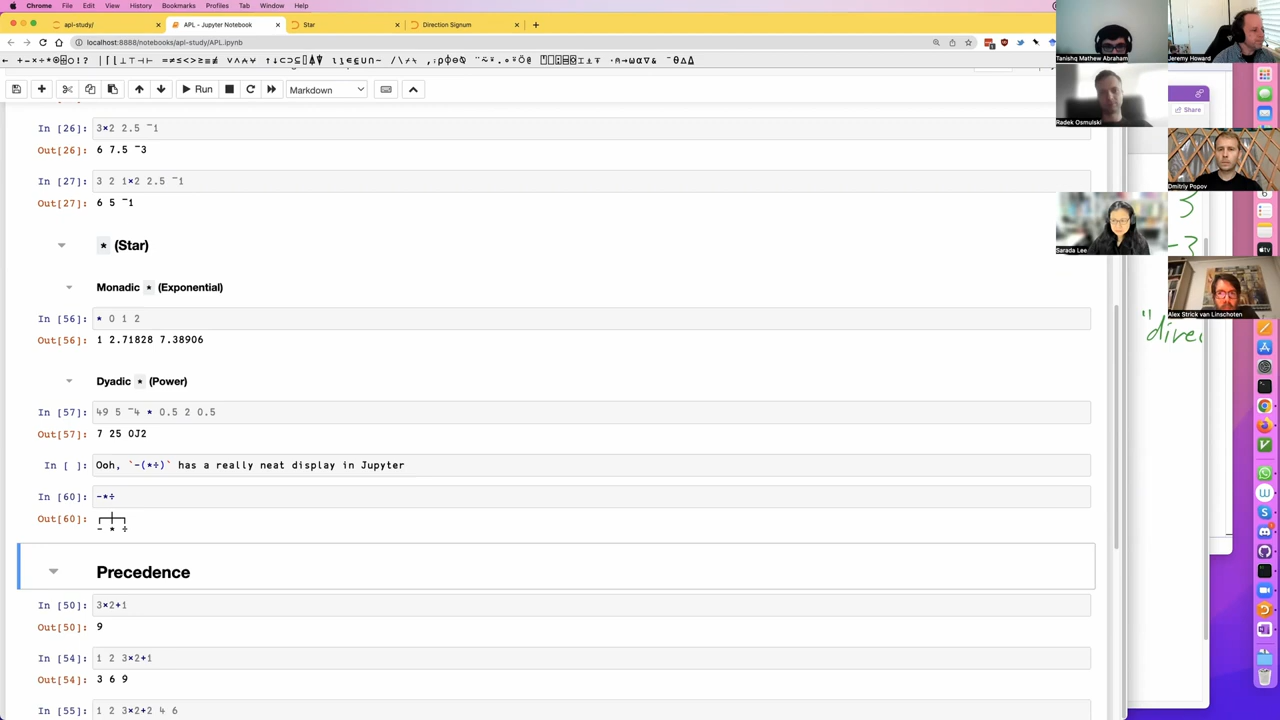 Chrome File Edit View History Bookmarks Profiles Tab Window Help
apl-study/ APL - Jupyter Notebook Star Direction Signum
localhost:8888/notebooks/apl-study/APL.ipynb
Run Markdown
In [26]: 3×2 2.5 ¯1
Out[26]: 6 7.5 ¯3
In [27]: 3 2 1×2 2.5 ¯1
Out[27]: 6 5 ¯1
* (Star)
Monadic * (Exponential)
In [56]: * 0 1 2
Out[56]: 1 2.71828 7.38906
Dyadic * (Power)
In [57]: 49 5 ¯4 * 0.5 2 0.5
Out[57]: 7 25 0J2
In [ ]: Ooh, `-(*÷)` has a really neat display in Jupyter
In [60]: -*÷
Out[60]:
- * ÷
Precedence
In [50]: 3×2+1
Out[50]: 9
In [54]: 1 2 3×2+1
Out[54]: 3 6 9
In [55]: 1 2 3×2+2 4 6
Tanishq Mathew Abraham
Jeremy Howard
Radek Osmulski
Share
Dmitriy Popov
3
-3
Sarada Lee
tv
Alex Strick van Linschoten
"direc